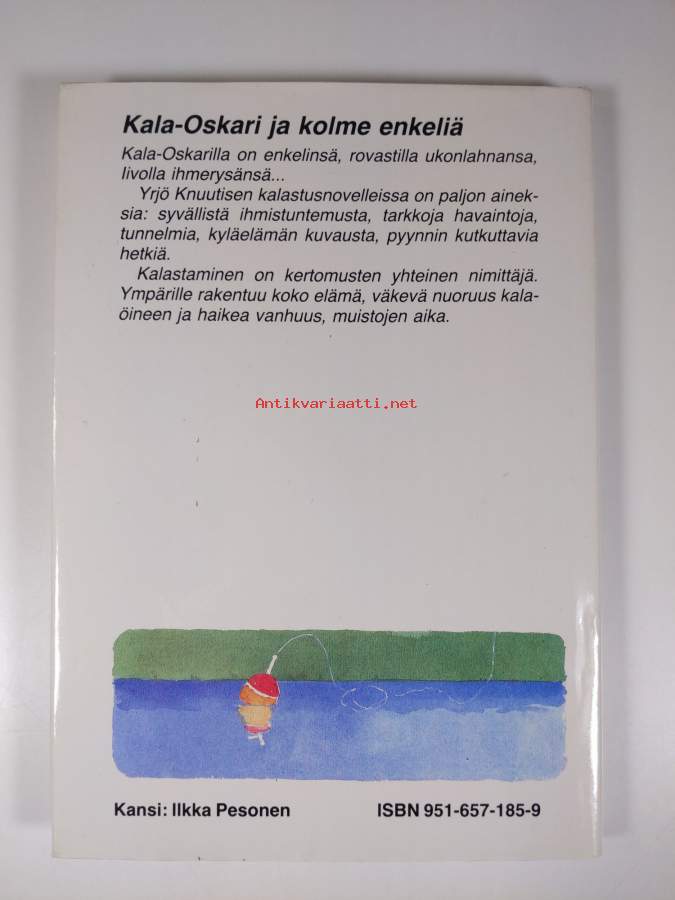 Kala-Oskari ja kolme enkeliä
Kala-Oskarilla on enkelinsä, rovastilla ukonlahnansa,
Iivolla ihmerysänsä...
Yrjö Knuutisen kalastusnovelleissa on paljon ainek-
sia: syvällistä ihmistuntemusta, tarkkoja havaintoja,
tunnelmia, kyläelämän kuvausta, pyynnin kutkuttavia
hetkiä.
Kalastaminen on kertomusten yhteinen nimittäjä.
Ympärille rakentuu koko elämä, väkevä nuoruus kala-
öineen ja haikea vanhuus, muistojen aika.
Antikvariaatti.net
Kansi: Ilkka Pesonen ISBN 951-657-185-9